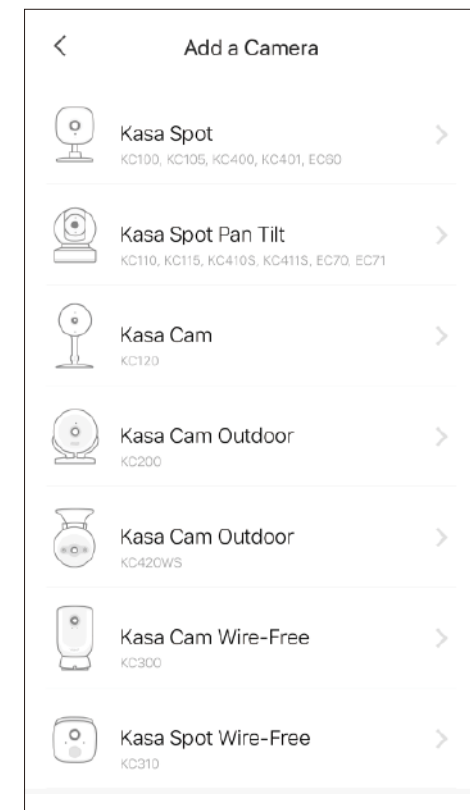 Add a Camera
Kasa Spot
KC100, KC105, KC400, KC401, EC60
Kasa Spot Pan Tilt
KC110, KC115, KC410S, KC411S, EC70, EC71
Kasa Cam
KC120
Kasa Cam Outdoor
KC200
Kasa Cam Outdoor
KC420WS
Kasa Cam Wire-Free
KC300
Kasa Spot Wire-Free
KC310